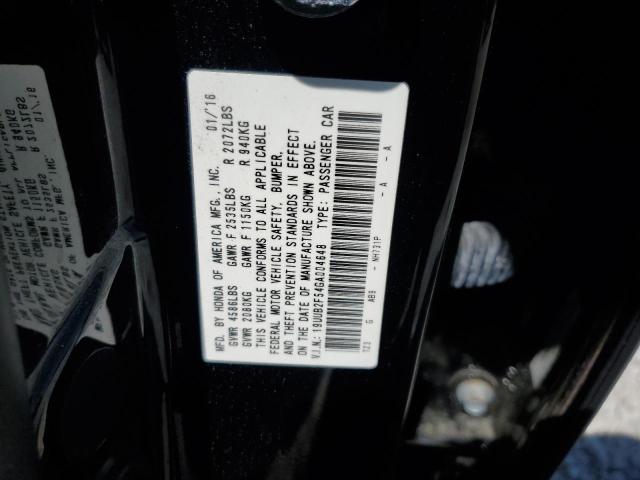 MFD. BY HONDA OF AMERICA MFG., INC. 01/'16
GVWR 4586LBS GAWR F 2535LBS R 2072LBS
GVWR 2080KG GAWR F 1150KG R 940KG
THIS VEHICLE CONFORMS TO ALL APPLICABLE
FEDERAL MOTOR VEHICLE SAFETY, BUMPER,
AND THEFT PREVENTION STANDARDS IN EFFECT
ON THE DATE OF MANUFACTURE SHOWN ABOVE.
V.I.N.: 19UUB2F54GA004648 TYPE: PASSENGER CAR
TZ3 G AB9 - NH731P - A - A